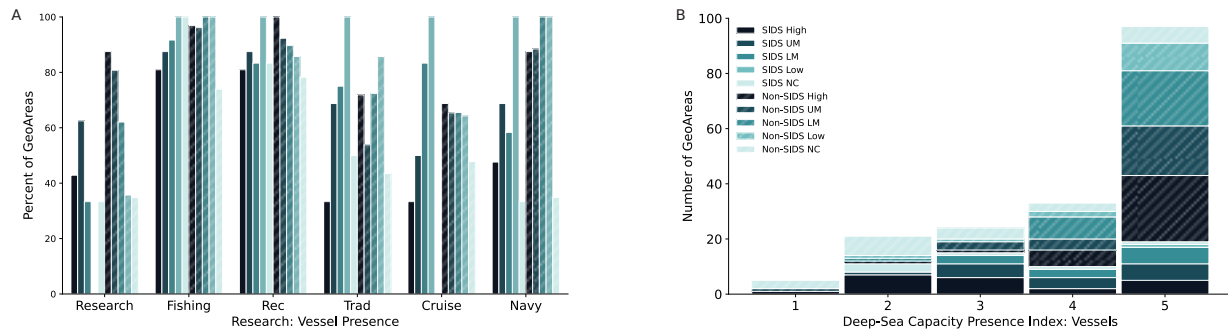 A
100
80
60
40
20
0
Percent of GeoAreas
Research Fishing Rec Trad Cruise Navy
Research: Vessel Presence
B
100
80
60
40
20
0
Number of GeoAreas
SIDS High
SIDS UM
SIDS LM
SIDS Low
SIDS NC
Non-SIDS High
Non-SIDS UM
Non-SIDS LM
Non-SIDS Low
Non-SIDS NC
1 2 3 4 5
Deep-Sea Capacity Presence Index: Vessels